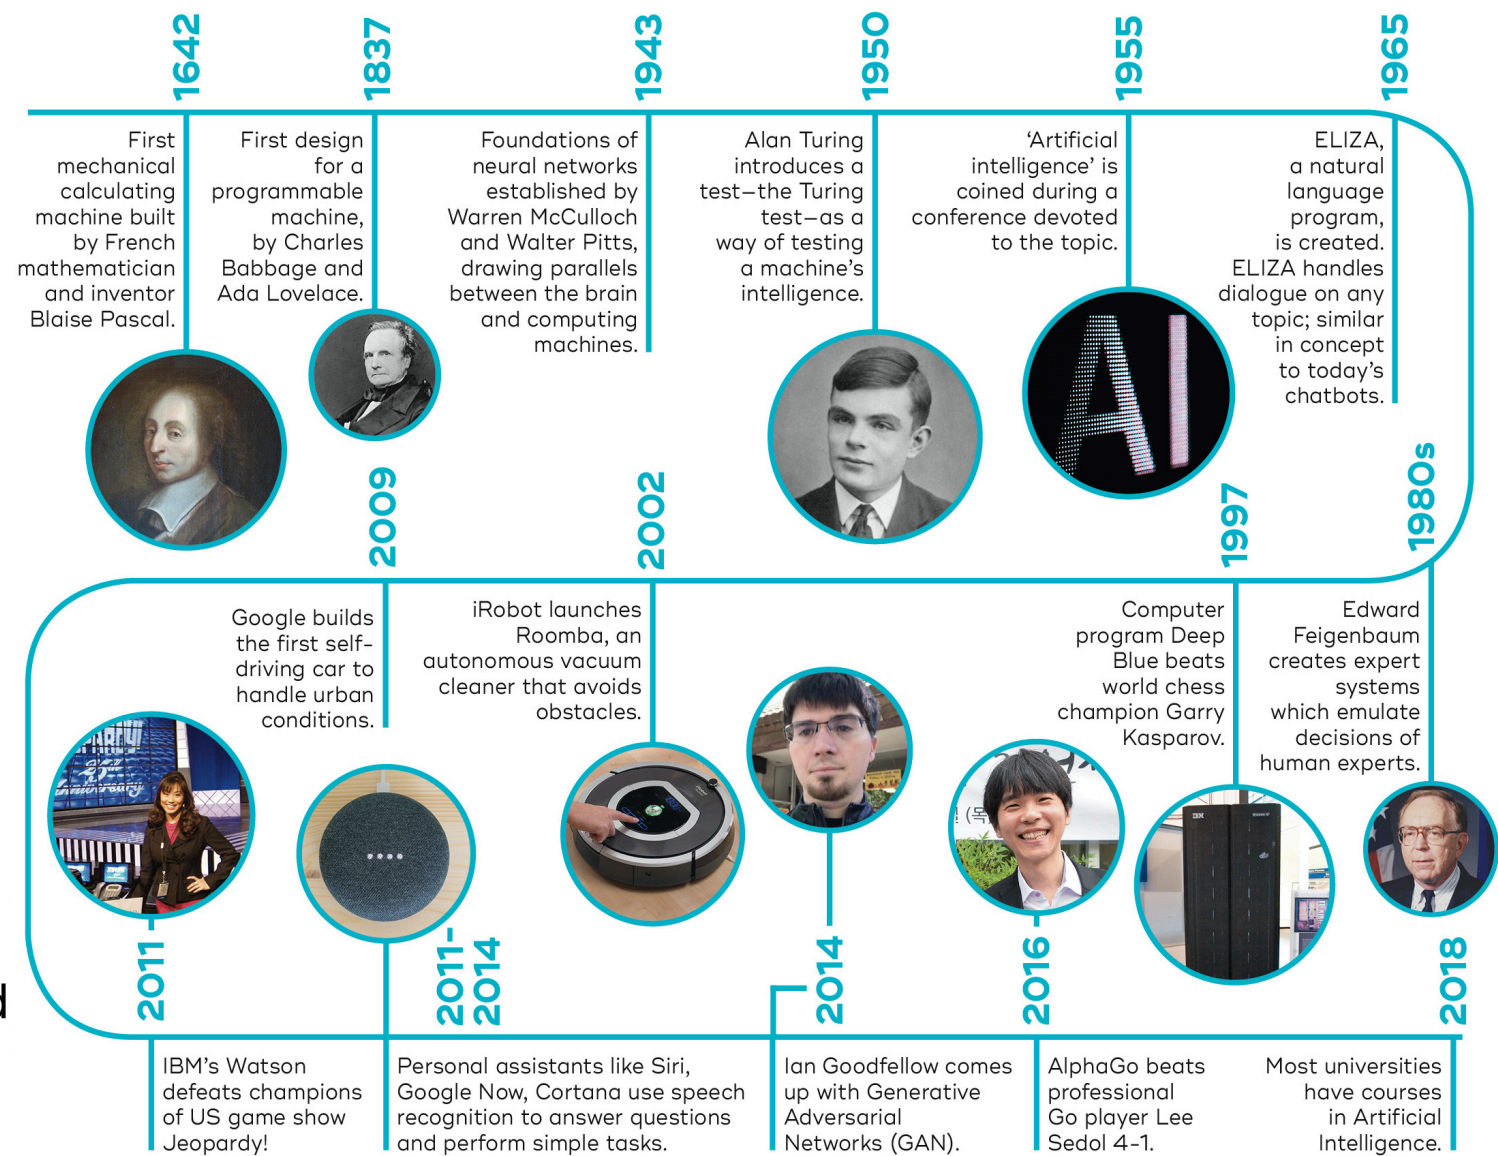 1642
First
mechanical
calculating
machine built
by French
mathematician
and inventor
Blaise Pascal.
1837
First design
for a
programmable
machine,
by Charles
Babbage and
Ada Lovelace.
1943
Foundations of
neural networks
established by
Warren McCulloch
and Walter Pitts,
drawing parallels
between the brain
and computing
machines.
1950
Alan Turing
introduces a
test—the Turing
test—as a
way of testing
a machine's
intelligence.
1955
‘Artificial
intelligence’ is
coined during a
conference devoted
to the topic.
AI
1965
ELIZA,
a natural
language
program,
is created.
ELIZA handles
dialogue on any
topic; similar
in concept
to today's
chatbots.
1980s
Edward
Feigenbaum
creates expert
systems
which emulate
decisions of
human experts.
1997
Computer
program Deep
Blue beats
world chess
champion Garry
Kasparov.
IBM
2002
iRobot launches
Roomba, an
autonomous vacuum
cleaner that avoids
obstacles.
2009
Google builds
the first self-
driving car to
handle urban
conditions.
2011
IBM's Watson
defeats champions
of US game show
Jeopardy!
2011-
2014
Personal assistants like Siri,
Google Now, Cortana use speech
recognition to answer questions
and perform simple tasks.
2014
Ian Goodfellow comes
up with Generative
Adversarial
Networks (GAN).
2016
AlphaGo beats
professional
Go player Lee
Sedol 4-1.
2018
Most universities
have courses
in Artificial
Intelligence.
d